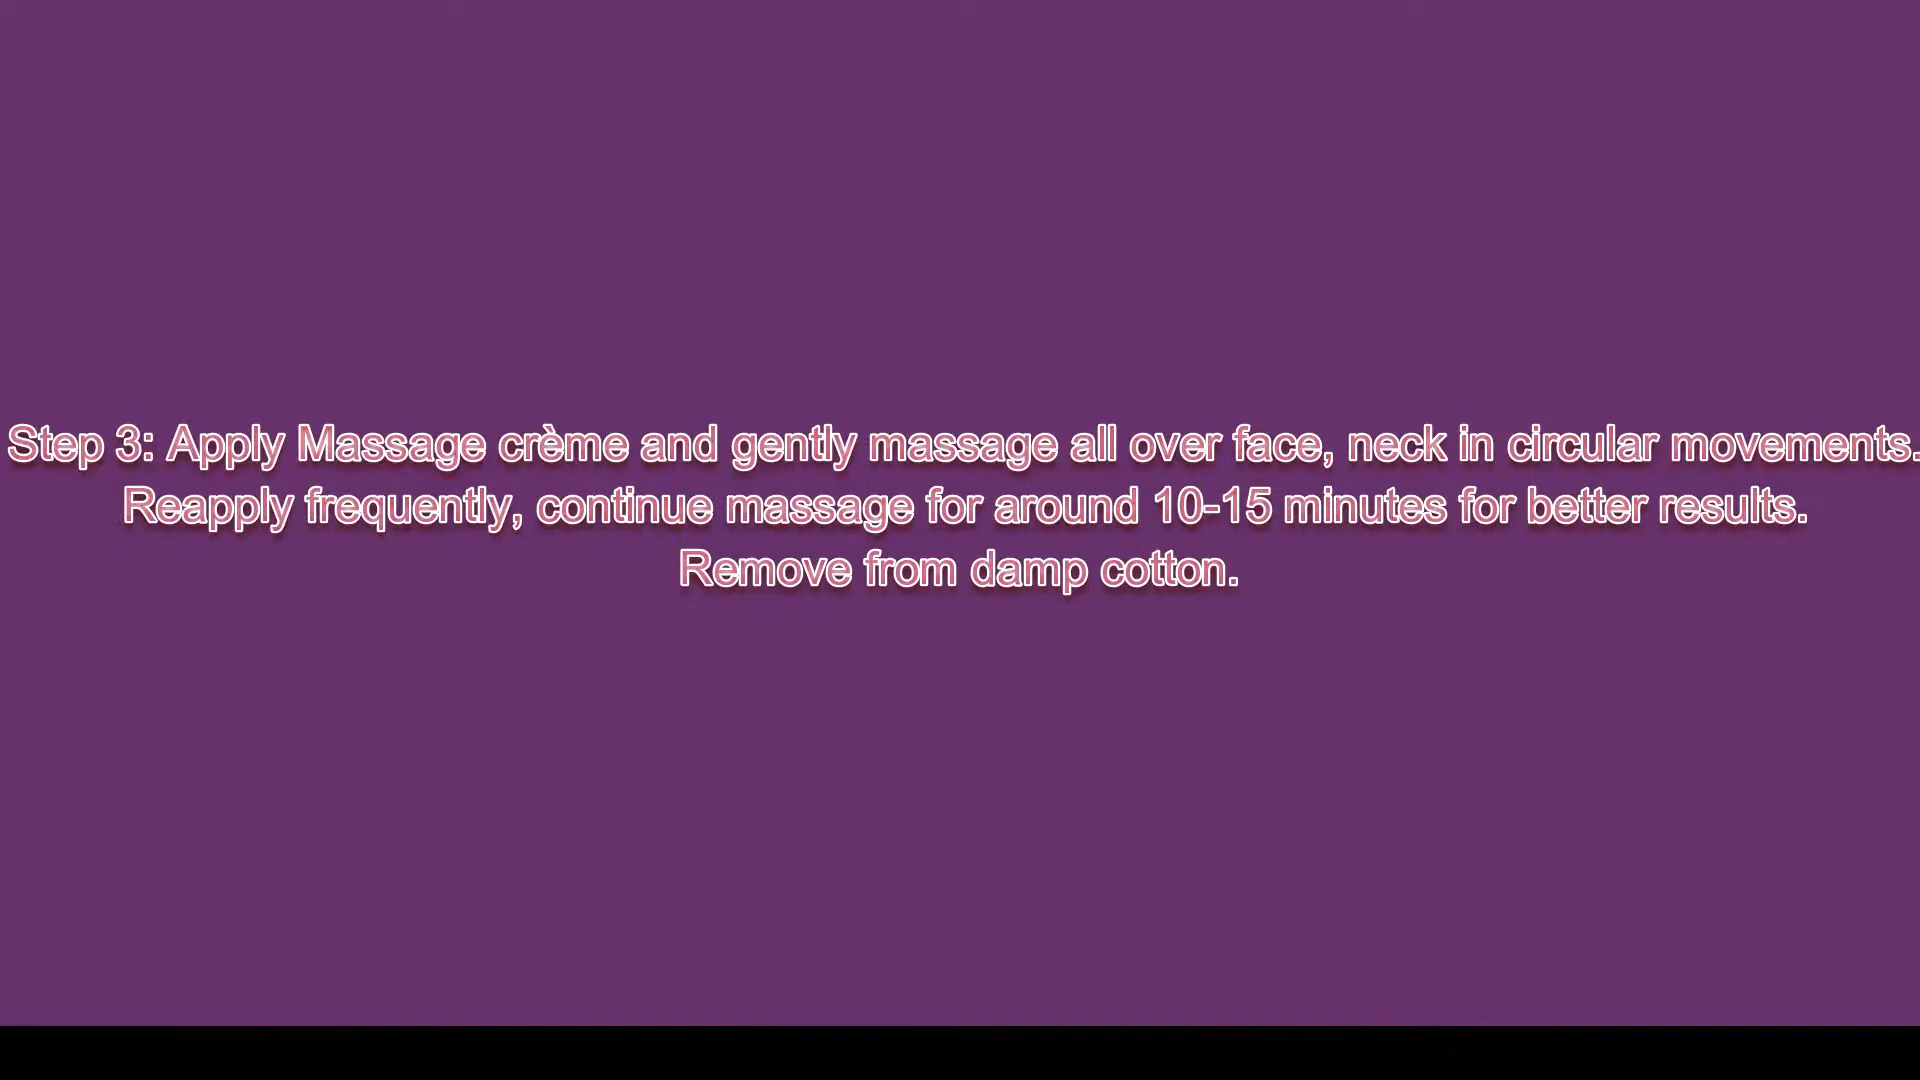 Step 3: Apply Massage crème and gently massage all over face, neck in circular movements.
Reapply frequently, continue massage for around 10-15 minutes for better results.
Remove from damp cotton.